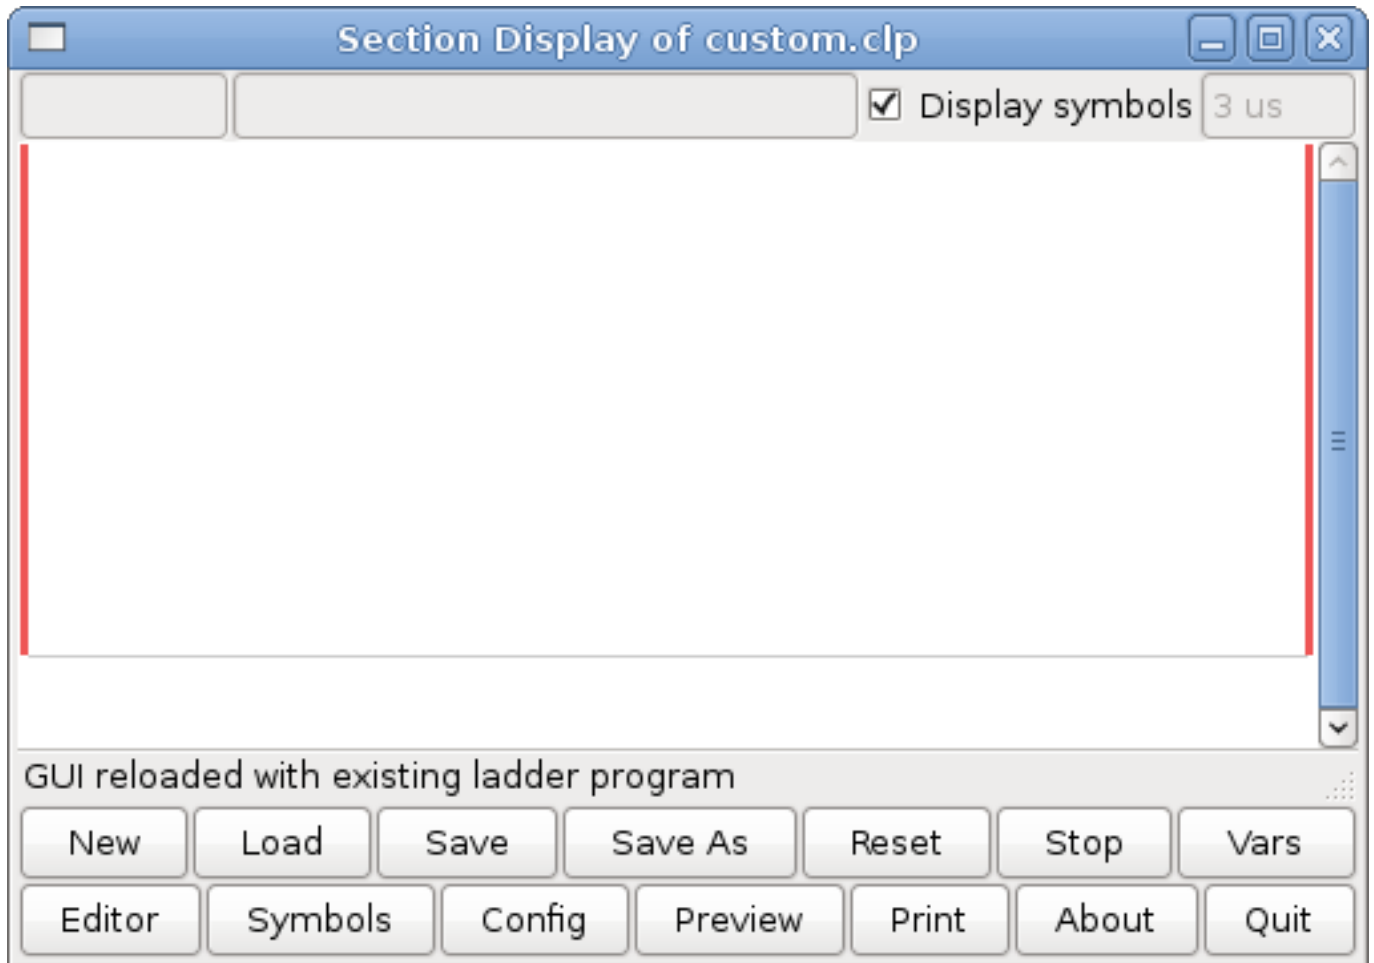 Section Display of custom.clp
Display symbols 3 us
GUI reloaded with existing ladder program
New Load Save Save As Reset Stop Vars
Editor Symbols Config Preview Print About Quit